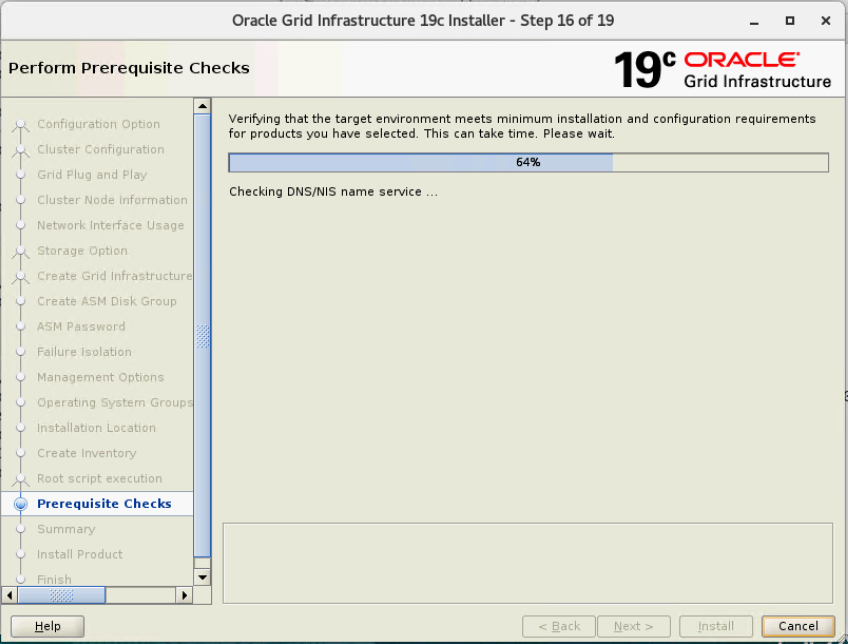 Oracle Grid Infrastructure 19c Installer - Step 16 of 19
Perform Prerequisite Checks
19c ORACLE
Grid Infrastructure
Configuration Option
Cluster Configuration
Grid Plug and Play
Cluster Node Information
Network Interface Usage
Storage Option
Create Grid Infrastructure
Create ASM Disk Group
ASM Password
Failure Isolation
Management Options
Operating System Groups
Installation Location
Create Inventory
Root script execution
Prerequisite Checks
Summary
Install Product
Finish
Verifying that the target environment meets minimum installation and configuration requirements
for products you have selected. This can take time. Please wait.
64%
Checking DNS/NIS name service ...
Help
< Back
Next >
Install
Cancel